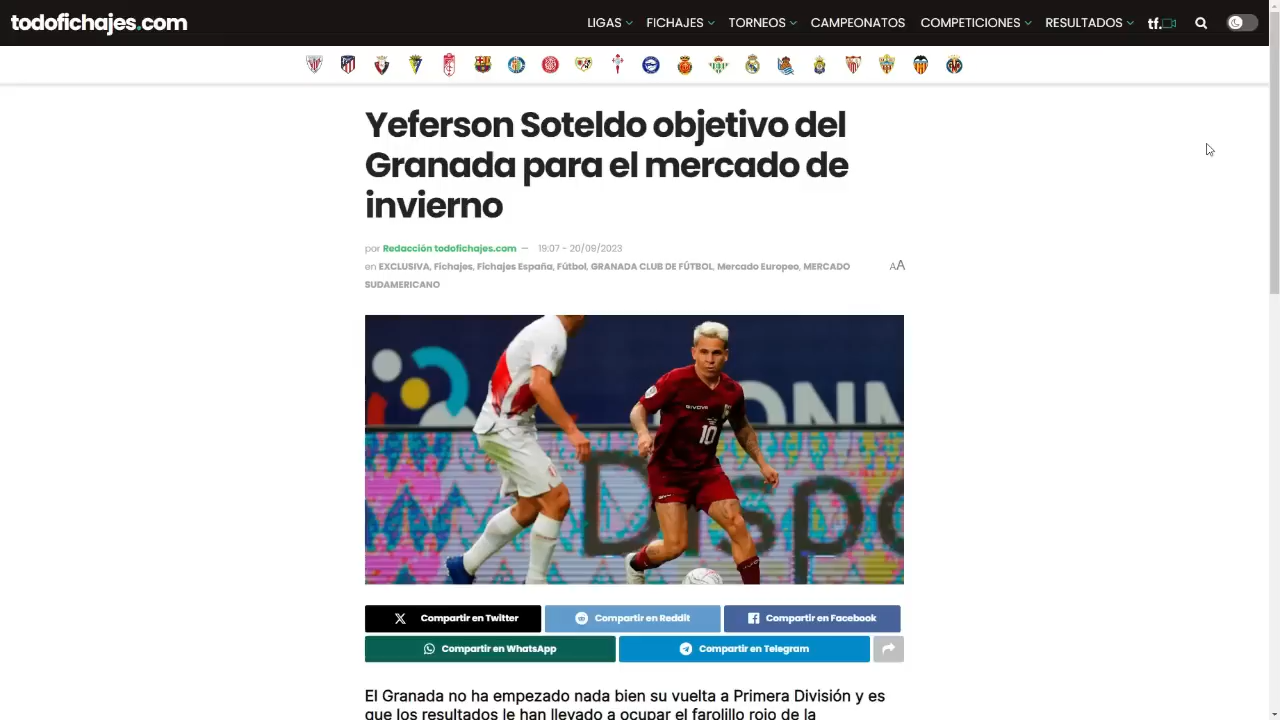 todofichajes.com
LIGAS FICHAJES TORNEOS CAMPEONATOS COMPETICIONES RESULTADOS tf.
Yeferson Soteldo objetivo del
Granada para el mercado de
invierno
por Redacción todofichajes.com — 19:07 - 20/09/2023
en EXCLUSIVA, Fichajes, Fichajes España, Fútbol, GRANADA CLUB DE FÚTBOL, Mercado Europeo, MERCADO
SUDAMERICANO
AA
GIVOVA
10
Dispo
Compartir en Twitter
Compartir en Reddit
Compartir en Facebook
Compartir en WhatsApp
Compartir en Telegram
El Granada no ha empezado nada bien su vuelta a Primera División y es
que los resultados le han llevado a ocupar el farolillo rojo de la